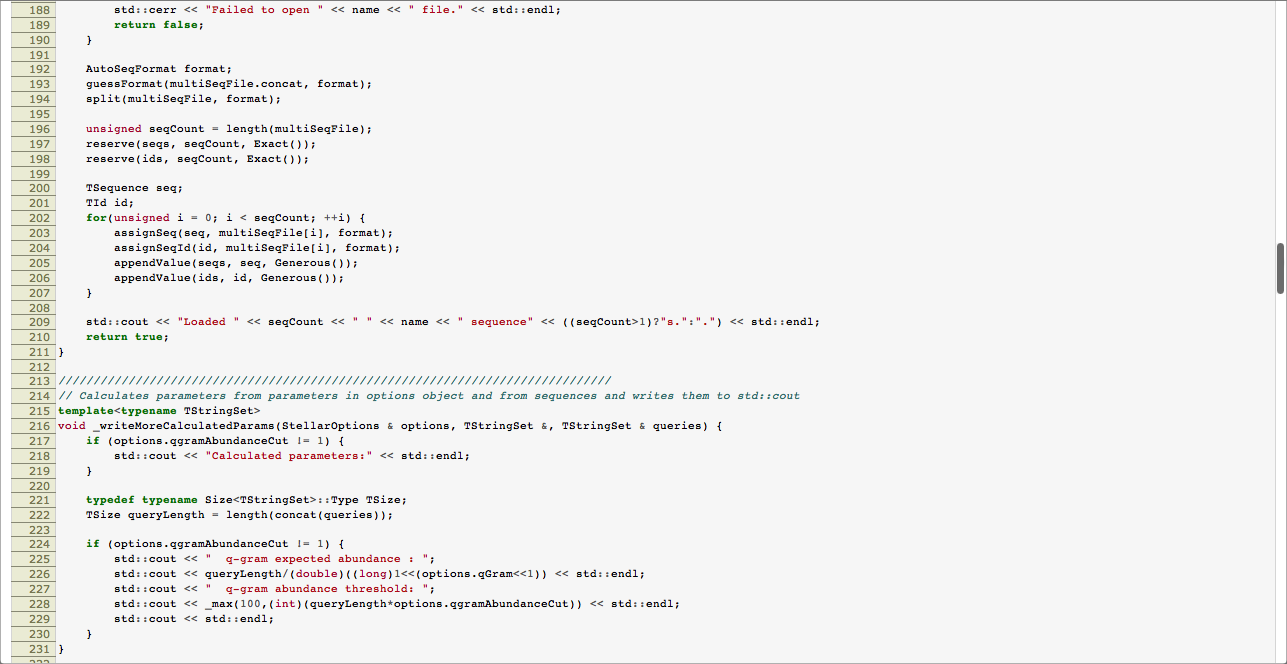 188 std::cerr << "Failed to open " << name << " file." << std::endl;
189 return false;
190 }
191
192 AutoSeqFormat format;
193 guessFormat(multiSeqFile.concat, format);
194 split(multiSeqFile, format);
195
196 unsigned seqCount = length(multiSeqFile);
197 reserve(seqs, seqCount, Exact());
198 reserve(ids, seqCount, Exact());
199
200 TSequence seq;
201 TId id;
202 for(unsigned i = 0; i < seqCount; ++i) {
203 assignSeq(seq, multiSeqFile[i], format);
204 assignSeqId(id, multiSeqFile[i], format);
205 appendValue(seqs, seq, Generous());
206 appendValue(ids, id, Generous());
207 }
208
209 std::cout << "Loaded " << seqCount << " " << name << " sequence" << ((seqCount>1)?"s.":".") << std::endl;
210 return true;
211 }
212
213 ///////////////////////////////////////////////////////////////////////////////
214 // Calculates parameters from parameters in options object and from sequences and writes them to std::cout
215 template<typename TStringSet>
216 void _writeMoreCalculatedParams(StellarOptions & options, TStringSet &, TStringSet & queries) {
217 if (options.qgramAbundanceCut != 1) {
218 std::cout << "Calculated parameters:" << std::endl;
219 }
220
221 typedef typename Size<TStringSet>::Type TSize;
222 TSize queryLength = length(concat(queries));
223
224 if (options.qgramAbundanceCut != 1) {
225 std::cout << "  q-gram expected abundance : ";
226 std::cout << queryLength/(double)((long)1<<(options.qGram<<1)) << std::endl;
227 std::cout << "  q-gram abundance threshold: ";
228 std::cout << _max(100,(int)(queryLength*options.qgramAbundanceCut)) << std::endl;
229 std::cout << std::endl;
230 }
231 }